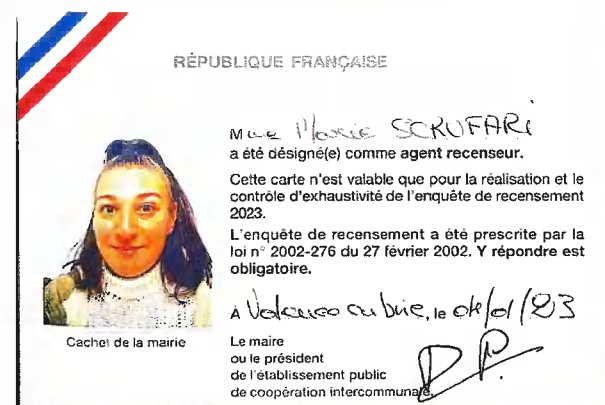 RÉPUBLIQUE FRANÇAISE
Mme Marie SCRUFARI
a été désigné(e) comme agent recenseur.
Cette carte n'est valable que pour la réalisation et le
contrôle d'exhaustivité de l'enquête de recensement
2023.
L'enquête de recensement a été prescrite par la
loi n° 2002-276 du 27 février 2002. Y répondre est
obligatoire.
À en brie, le /01/23
Cachet de la mairie
Le maire
ou le président
de l'établissement public
de coopération intercommunale,